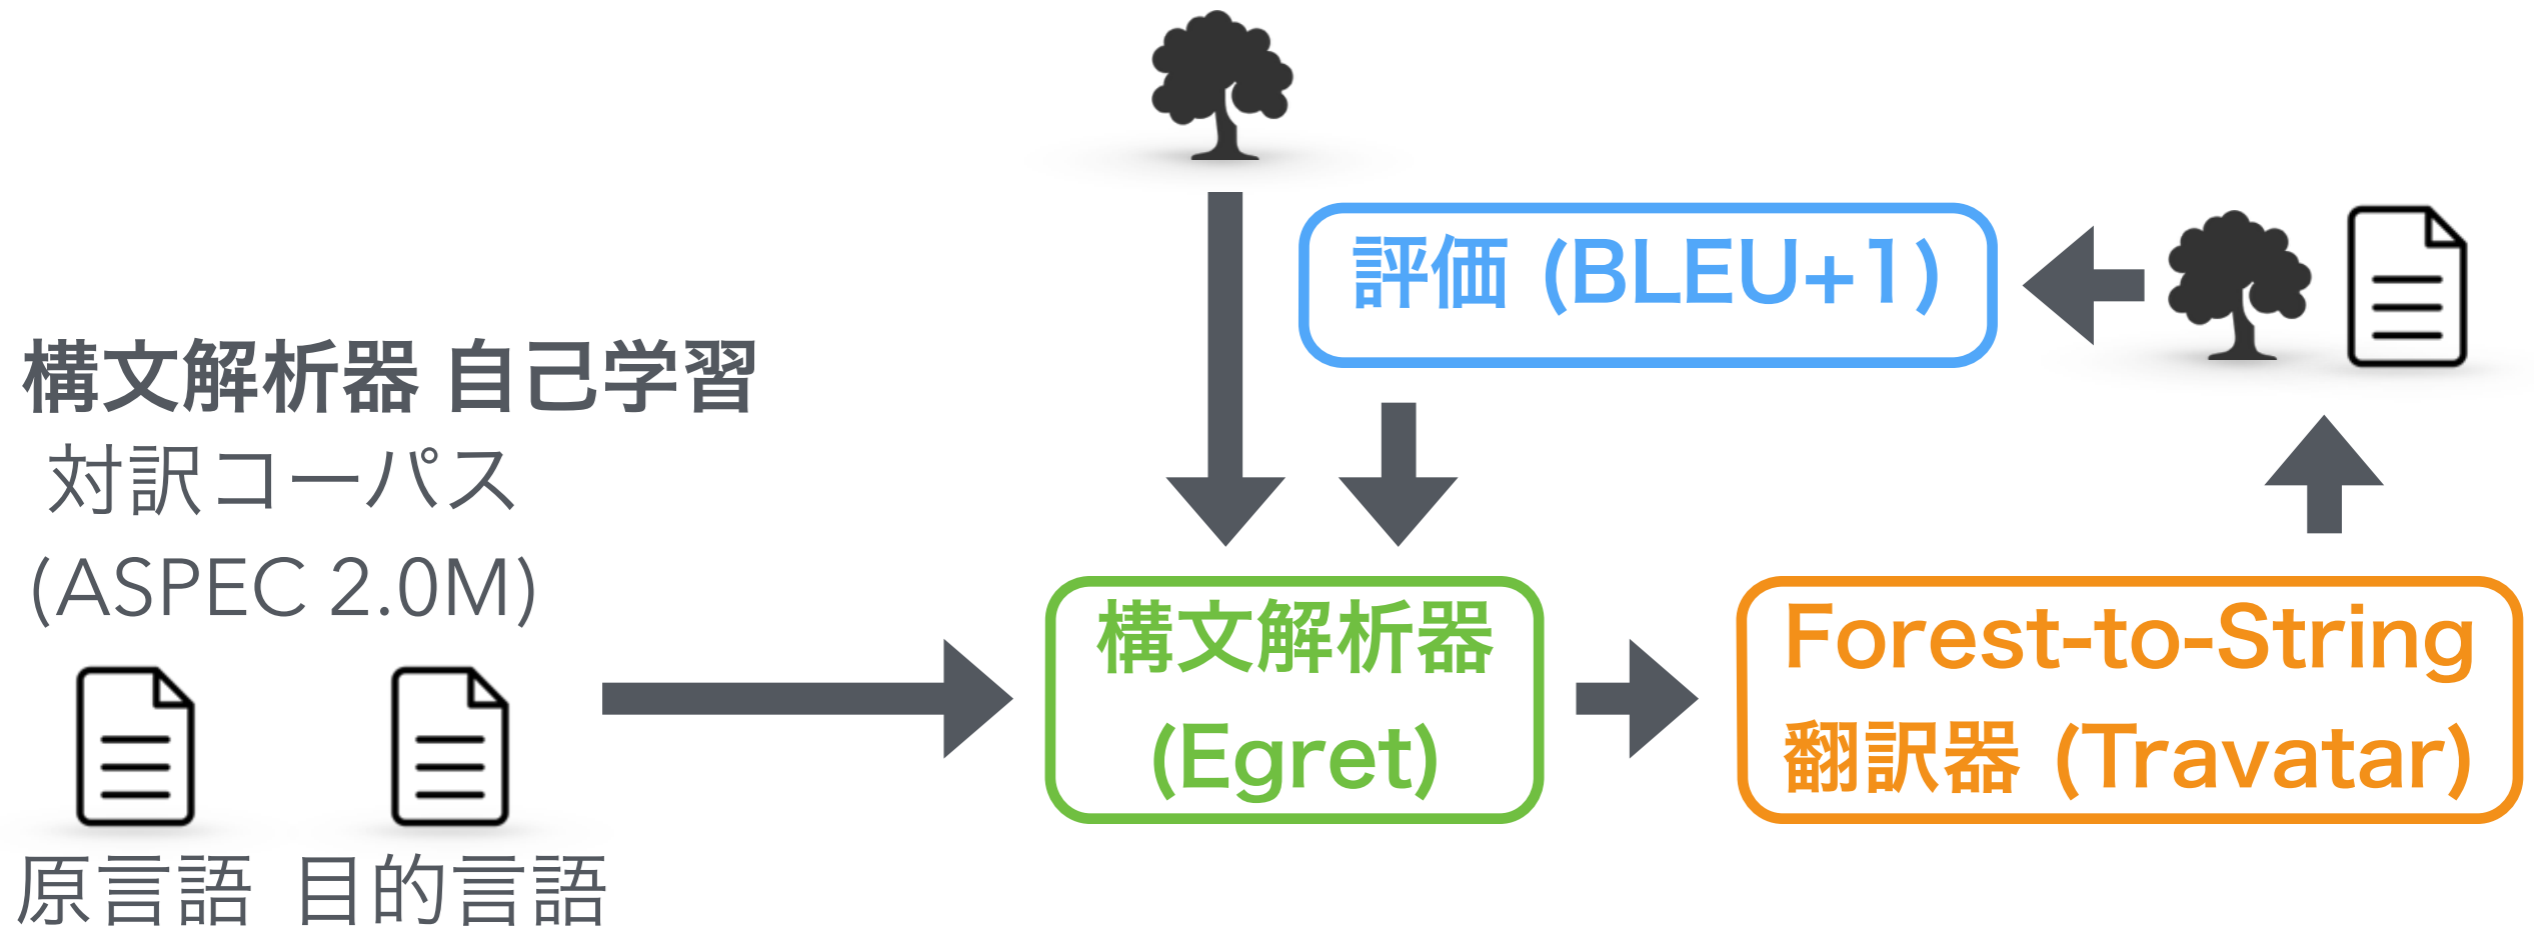 評価 (BLEU+1)
構文解析器 自己学習
対訳コーパス
(ASPEC 2.0M)
原言語 目的言語
構文解析器
(Egret)
Forest-to-String
翻訳器 (Travatar)